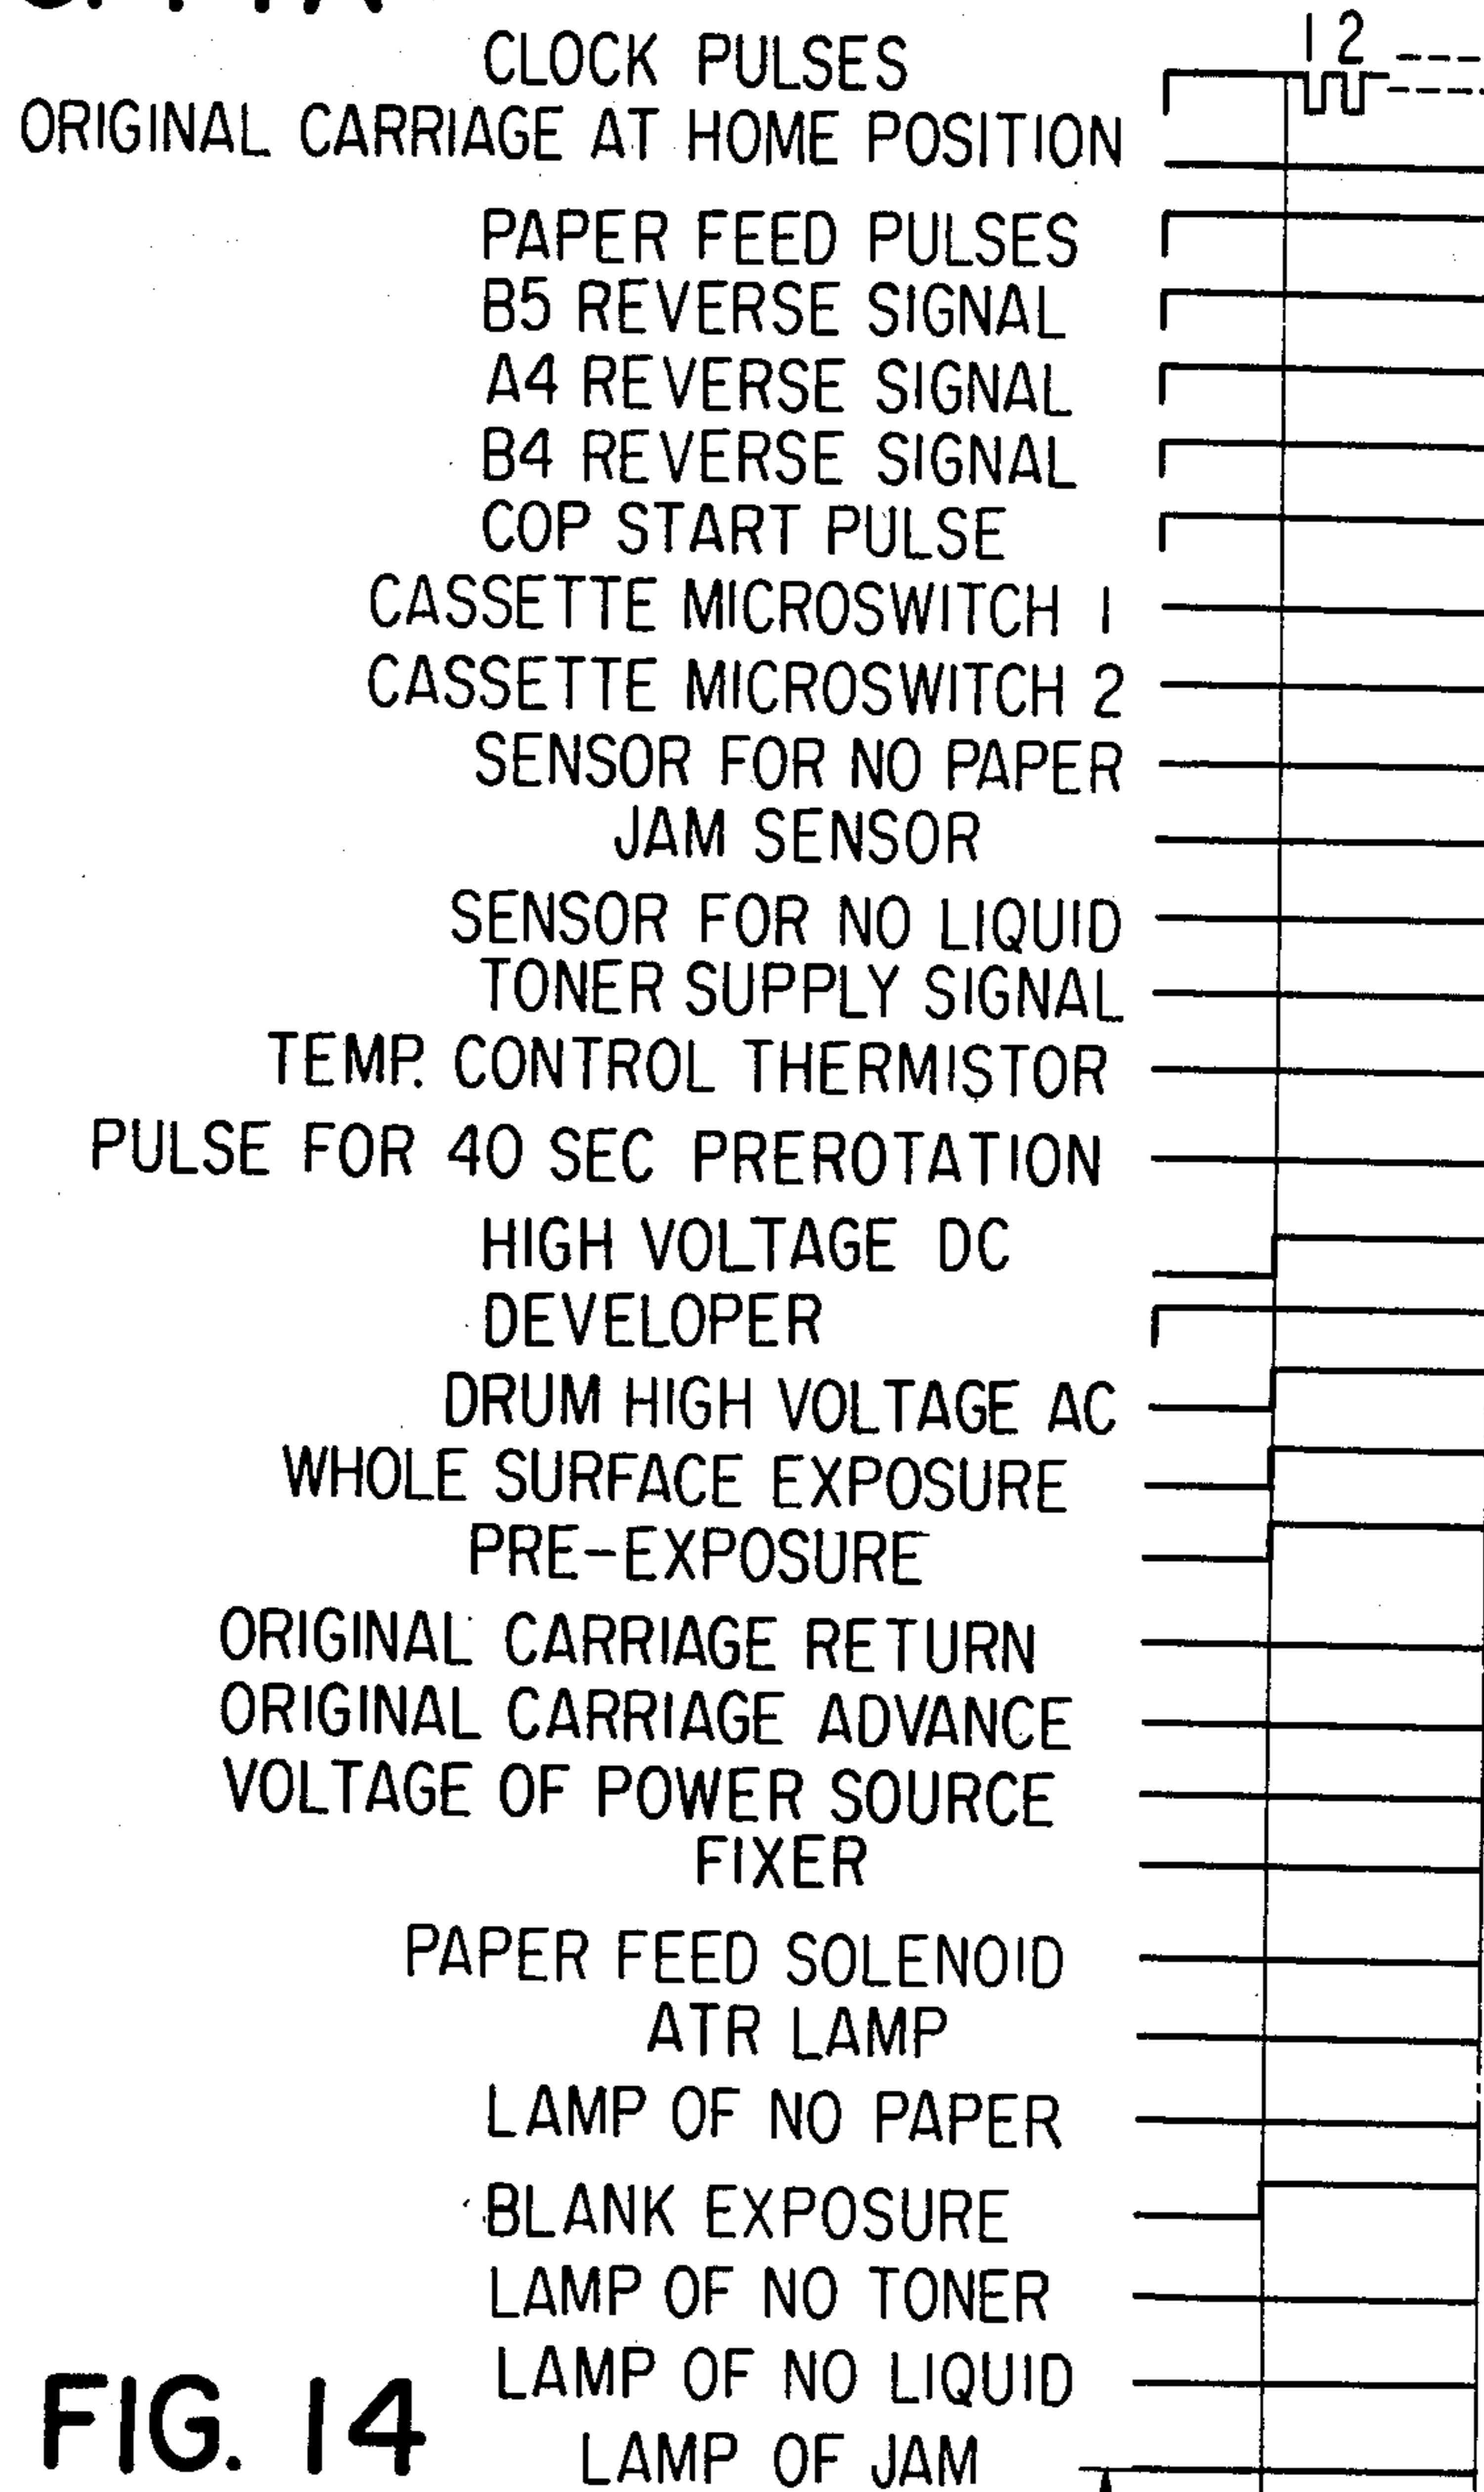 CLOCK PULSES 1 2
ORIGINAL CARRIAGE AT HOME POSITION
PAPER FEED PULSES
B5 REVERSE SIGNAL
A4 REVERSE SIGNAL
B4 REVERSE SIGNAL
COP START PULSE
CASSETTE MICROSWITCH 1
CASSETTE MICROSWITCH 2
SENSOR FOR NO PAPER
JAM SENSOR
SENSOR FOR NO LIQUID
TONER SUPPLY SIGNAL
TEMP. CONTROL THERMISTOR
PULSE FOR 40 SEC PREROTATION
HIGH VOLTAGE DC
DEVELOPER
DRUM HIGH VOLTAGE AC
WHOLE SURFACE EXPOSURE
PRE-EXPOSURE
ORIGINAL CARRIAGE RETURN
ORIGINAL CARRIAGE ADVANCE
VOLTAGE OF POWER SOURCE
FIXER
PAPER FEED SOLENOID
ATR LAMP
LAMP OF NO PAPER
BLANK EXPOSURE
LAMP OF NO TONER
LAMP OF NO LIQUID
LAMP OF JAM
FIG. 14